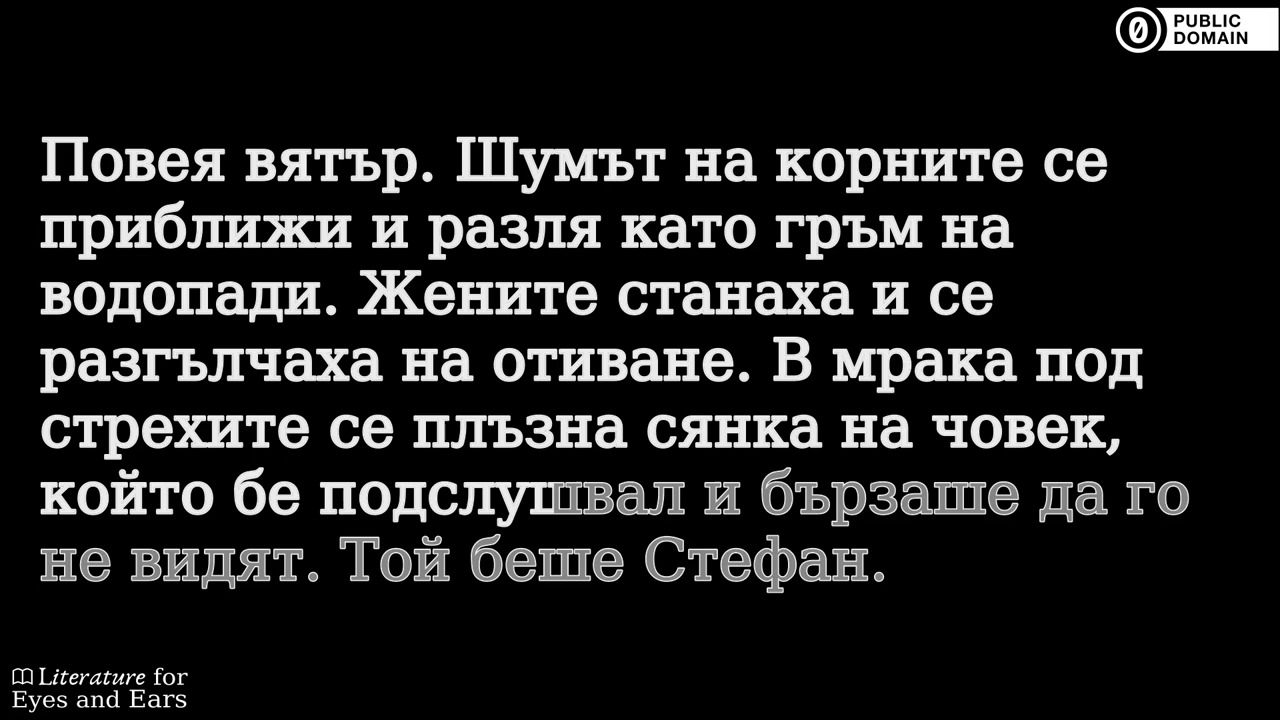 PUBLIC
DOMAIN
Повея вятър. Шумът на корните се
приближи и разля като гръм на
водопади. Жените станаха и се
разгълчаха на отиване. В мрака под
стрехите се плъзна сянка на човек,
който бе подслушвал и бързаше да го
не видят. Той беше Стефан.
Literature for
Eyes and Ears